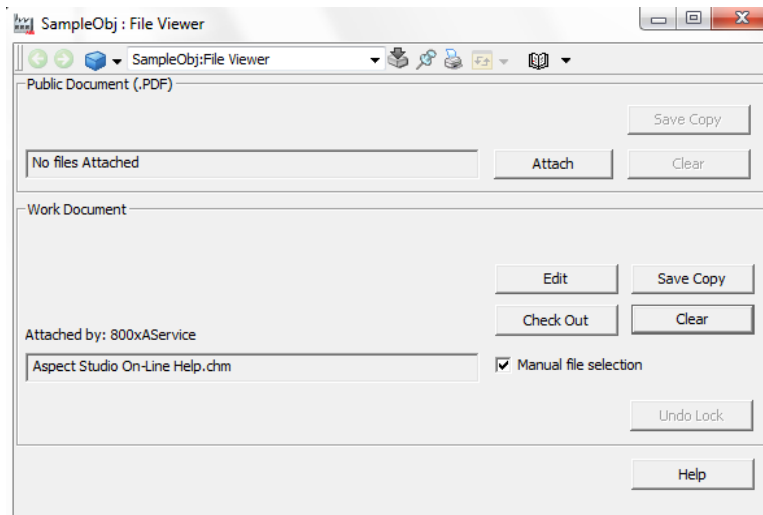 SampleObj : File Viewer
SampleObj:File Viewer
Public Document (.PDF)
Save Copy
No files Attached
Attach
Clear
Work Document
Edit
Save Copy
Check Out
Clear
Attached by: 800xAService
Aspect Studio On-Line Help.chm
Manual file selection
Undo Lock
Help